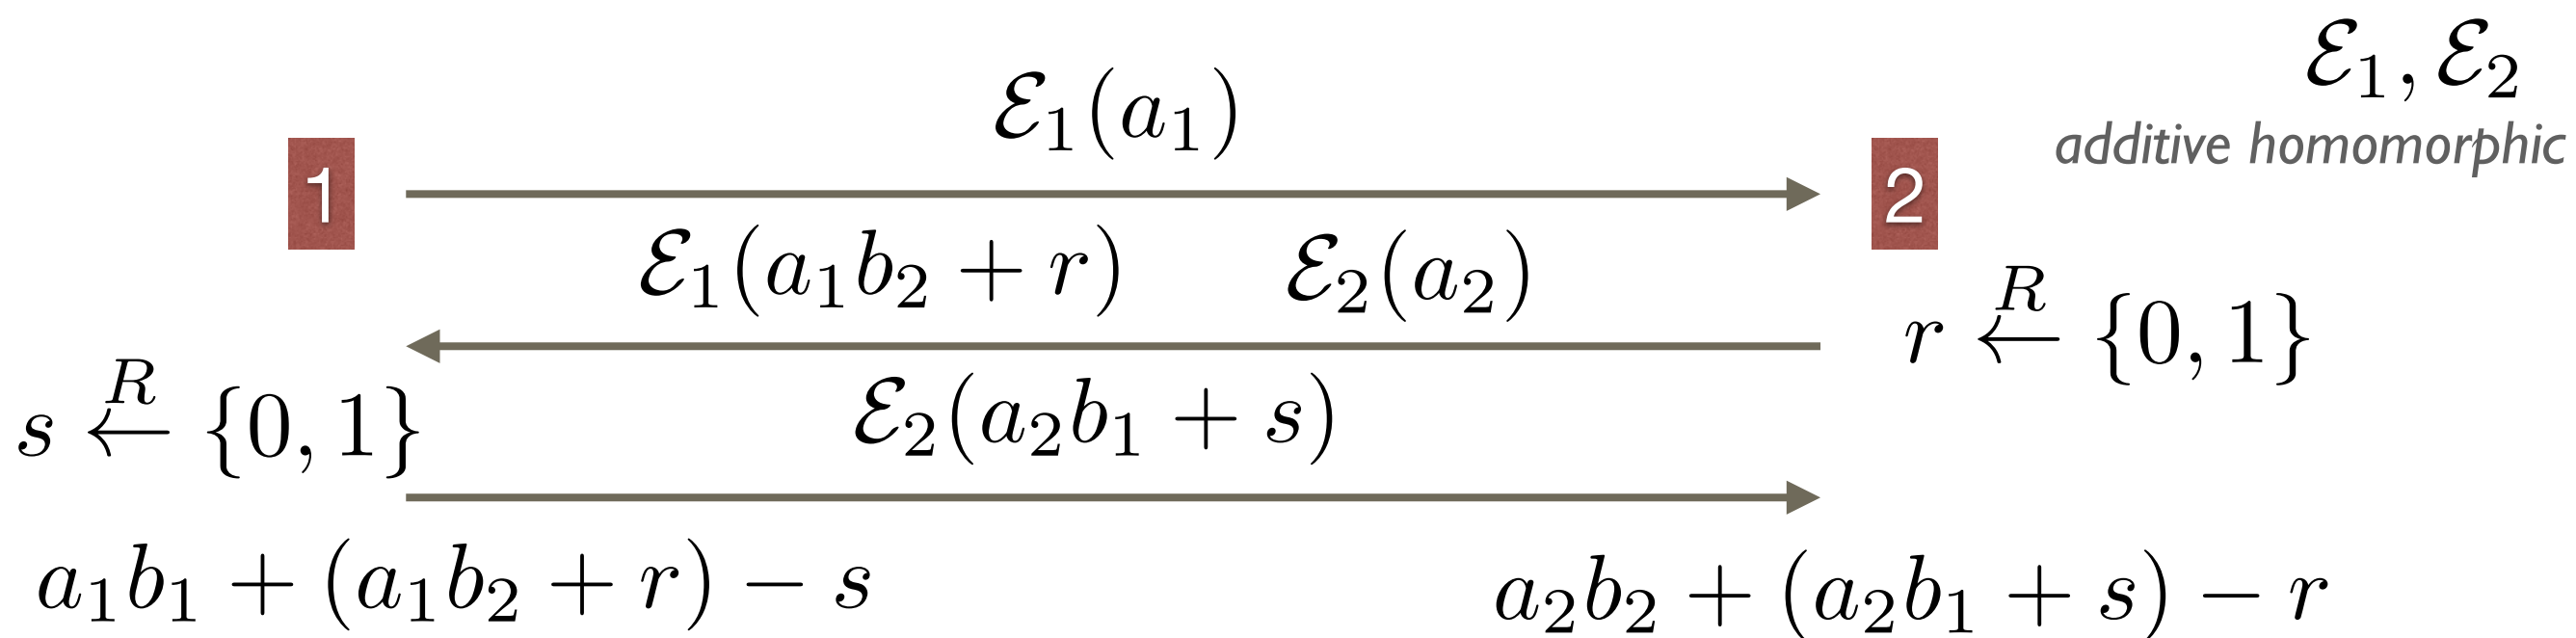 ℰ₁, ℰ₂
additive homomorphic
ℰ₁(a₁)
1
2
ℰ₁(a₁b₂ + r) ℰ₂(a₂)
r ←ᴿ {0, 1}
s ←ᴿ {0, 1}
ℰ₂(a₂b₁ + s)
a₁b₁ + (a₁b₂ + r) − s
a₂b₂ + (a₂b₁ + s) − r